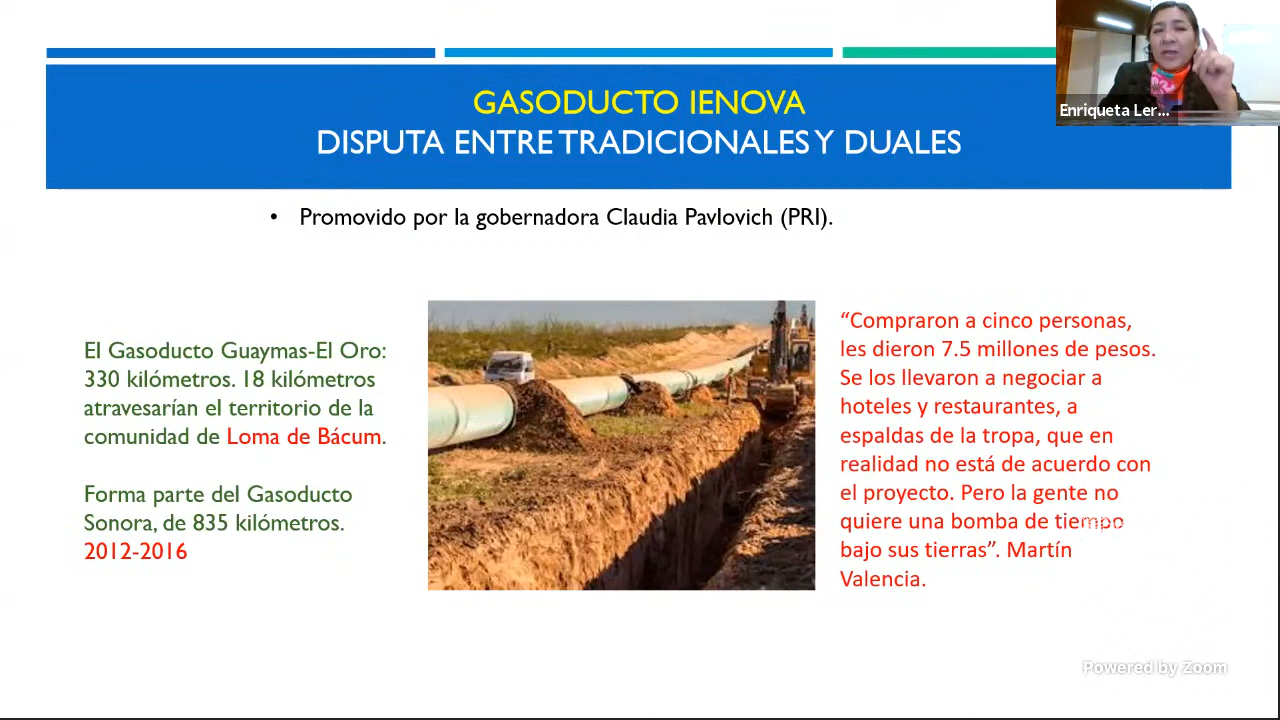 GASODUCTO IENOVA
DISPUTA ENTRE TRADICIONALES Y DUALES
Enriqueta Ler...
• Promovido por la gobernadora Claudia Pavlovich (PRI).
El Gasoducto Guaymas-El Oro:
330 kilómetros. 18 kilómetros
atravesarían el territorio de la
comunidad de Loma de Bácum.
Forma parte del Gasoducto
Sonora, de 835 kilómetros.
2012-2016
“Compraron a cinco personas,
les dieron 7.5 millones de pesos.
Se los llevaron a negociar a
hoteles y restaurantes, a
espaldas de la tropa, que en
realidad no está de acuerdo con
el proyecto. Pero la gente no
quiere una bomba de tiempo
bajo sus tierras”. Martín
Valencia.
Powered by Zoom